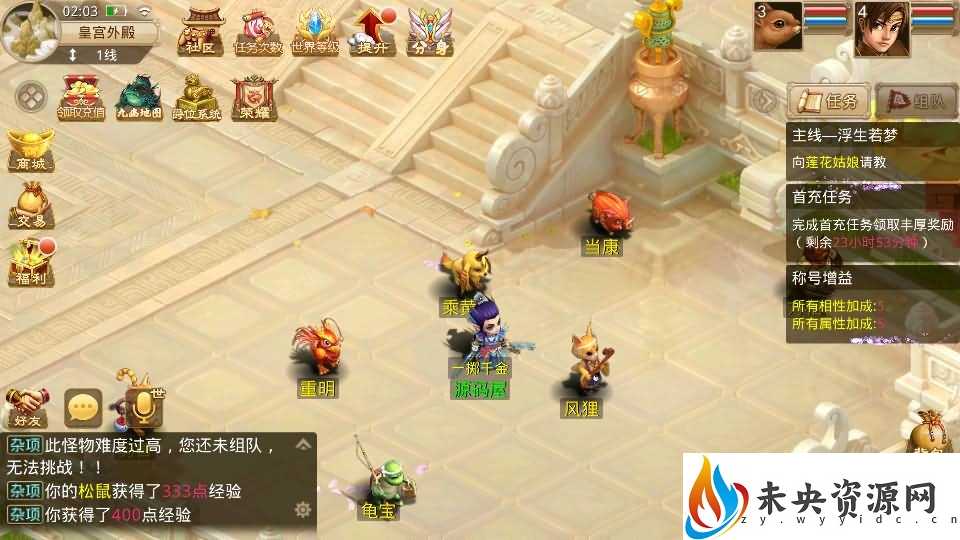 02:03
皇宫外殿
1线
社区
任务次数
世界等级
提升
分身
3
4
领取充值
九幽地图
爵位系统
荣耀
任务
组队
商城
主线—浮生若梦
向莲花姑娘请教
交易
首充任务
完成首充任务领取丰厚奖励
（剩余23小时53分钟）
福利
称号增益
所有相性加成:5
所有属性加成:5
当康
乘黄
重明
一掷千金
源码屋
风狸
好友
世
杂项 此怪物难度过高，您还未组队，
无法挑战！！
杂项 你的松鼠获得了333点经验
杂项 你获得了400点经验
龟宝
未央资源网
zy.wyyidc.cn